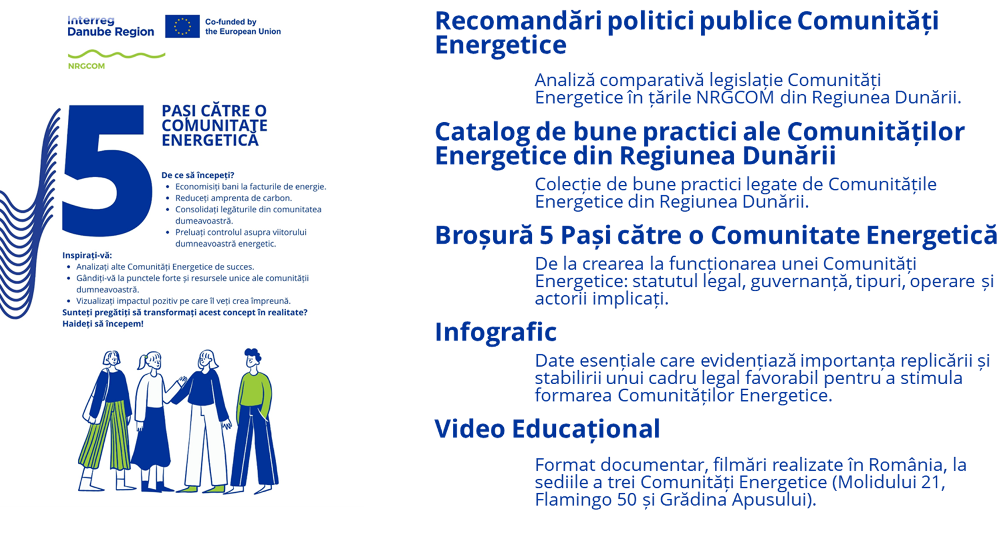 Interreg
Danube Region
Co-funded by
the European Union
NRGCOM
5
PAȘI CĂTRE O
COMUNITATE
ENERGETICĂ
De ce să începeți?
• Economisiți bani la facturile de energie.
• Reduceți amprenta de carbon.
• Consolidați legăturile din comunitatea
dumeavoastră.
• Preluați controlul asupra viitorului
dumneavoastră energetic.
Inspirați-vă:
• Analizați alte Comunități Energetice de succes.
• Gândiți-vă la punctele forte și resursele unice ale comunității
dumneavoastră.
• Vizualizați impactul pozitiv pe care îl veți crea împreună.
Sunteți pregătiți să transformați acest concept în realitate?
Haideți să începem!
Recomandări politici publice Comunități
Energetice
Analiză comparativă legislație Comunități
Energetice în țările NRGCOM din Regiunea Dunării.
Catalog de bune practici ale Comunităților
Energetice din Regiunea Dunării
Colecție de bune practici legate de Comunitățile
Energetice din Regiunea Dunării.
Broșură 5 Pași către o Comunitate Energetică
De la crearea la funcționarea unei Comunități
Energetice: statutul legal, guvernanță, tipuri, operare și
actorii implicați.
Infografic
Date esențiale care evidențiază importanța replicării și
stabilirii unui cadru legal favorabil pentru a stimula
formarea Comunităților Energetice.
Video Educațional
Format documentar, filmări realizate în România, la
sediile a trei Comunități Energetice (Molidului 21,
Flamingo 50 și Grădina Apusului).